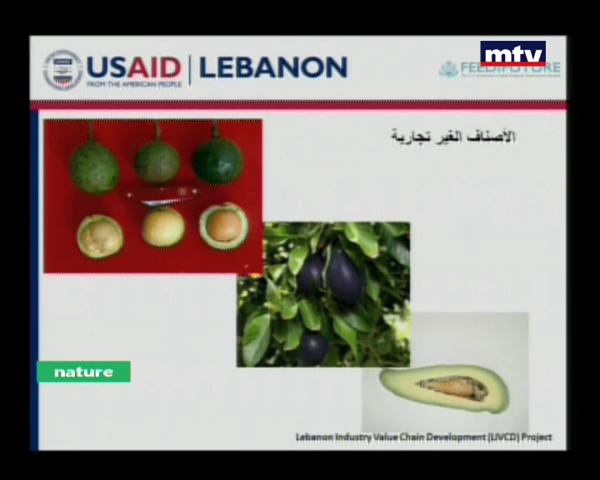 mtv
USAID | LEBANON
FROM THE AMERICAN PEOPLE
FEED FUTURE
الأصناف الغير تجارية
nature
Lebanon Industry Value Chain Development (LIVCD) Project